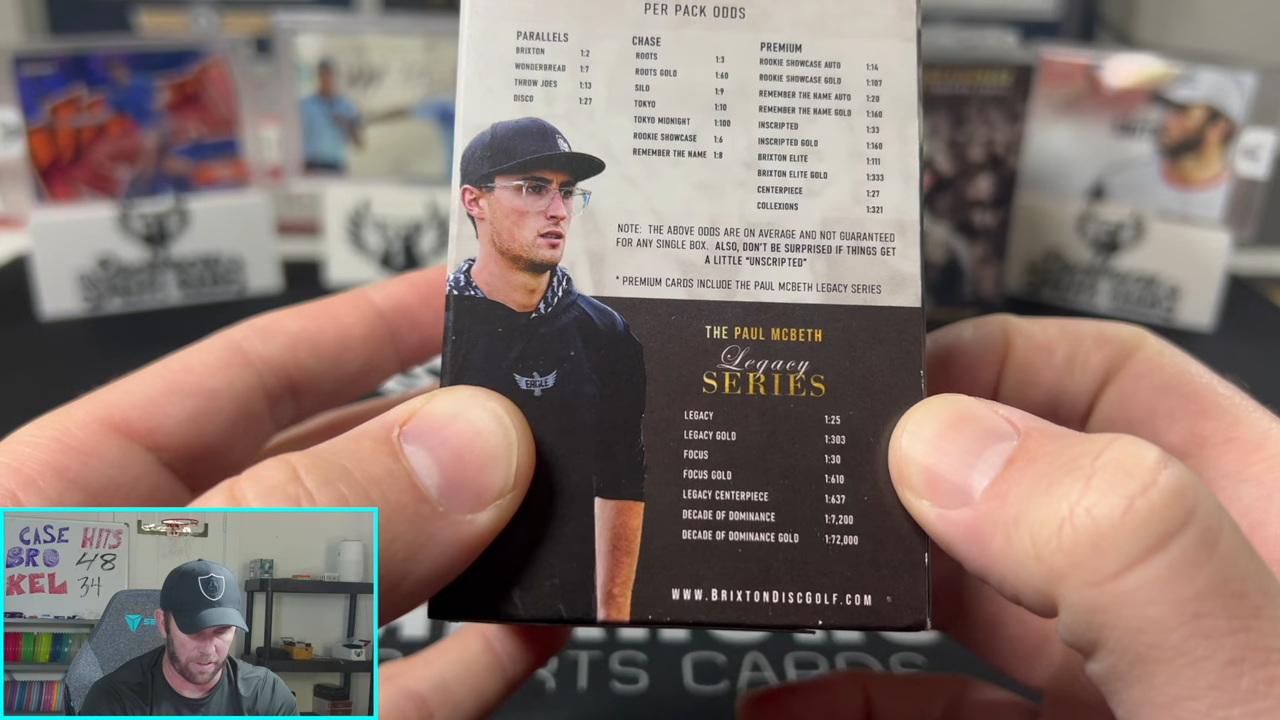 PER PACK ODDS
PARALLELS
BRIXTON 1:2
WONDERBREAD 1:7
THROW JOES 1:13
DISCO 1:27
CHASE
ROOTS 1:3
ROOTS GOLD 1:60
SILO 1:9
TOKYO 1:10
TOKYO MIDNIGHT 1:100
ROOKIE SHOWCASE 1:6
REMEMBER THE NAME 1:8
PREMIUM
ROOKIE SHOWCASE AUTO 1:14
ROOKIE SHOWCASE GOLD 1:107
REMEMBER THE NAME AUTO 1:20
REMEMBER THE NAME GOLD 1:160
INSCRIPTED 1:33
INSCRIPTED GOLD 1:160
BRIXTON ELITE 1:111
BRIXTON ELITE GOLD 1:333
CENTERPIECE 1:27
COLLEXIONS 1:321
NOTE: THE ABOVE ODDS ARE ON AVERAGE AND NOT GUARANTEED
FOR ANY SINGLE BOX. ALSO, DON'T BE SURPRISED IF THINGS GET
A LITTLE "UNSCRIPTED"
* PREMIUM CARDS INCLUDE THE PAUL MCBETH LEGACY SERIES
THE PAUL MCBETH
Legacy
SERIES
EAGLE
LEGACY 1:25
LEGACY GOLD 1:303
FOCUS 1:30
FOCUS GOLD 1:610
LEGACY CENTERPIECE 1:637
DECADE OF DOMINANCE 1:7,200
DECADE OF DOMINANCE GOLD 1:72,000
WWW.BRIXTONDISCGOLF.COM
RTS CARDS
CASE HITS
BRO 48
KEL 34